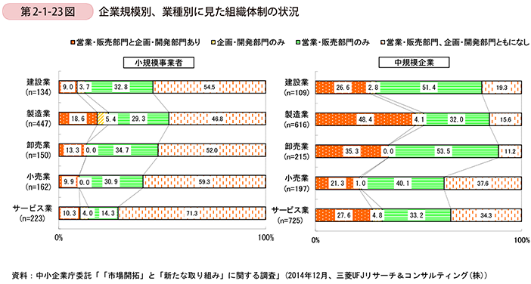 第2-1-23図 企業規模別、業種別に見た組織体制の状況
営業・販売部門と企画・開発部門あり 企画・開発部門のみ 営業・販売部門のみ 営業・販売部門、企画・開発部門ともになし
小規模事業者
建設業
(n=134)
9.0 3.7 32.8 54.5
製造業
(n=447)
18.6 5.4 29.3 46.8
卸売業
(n=150)
13.3 0.0 34.7 52.0
小売業
(n=162)
9.9 0.0 30.9 59.3
サービス業
(n=223)
10.3 4.0 14.3 71.3
0% 100%
中規模企業
建設業
(n=109)
26.6 2.8 51.4 19.3
製造業
(n=616)
48.4 4.1 32.0 15.6
卸売業
(n=215)
35.3 0.0 53.5 11.2
小売業
(n=197)
21.3 1.0 40.1 37.6
サービス業
(n=725)
27.6 4.8 33.2 34.3
0% 100%
資料：中小企業庁委託「「市場開拓」と「新たな取り組み」に関する調査」（2014年12月、三菱UFJリサーチ＆コンサルティング（株））